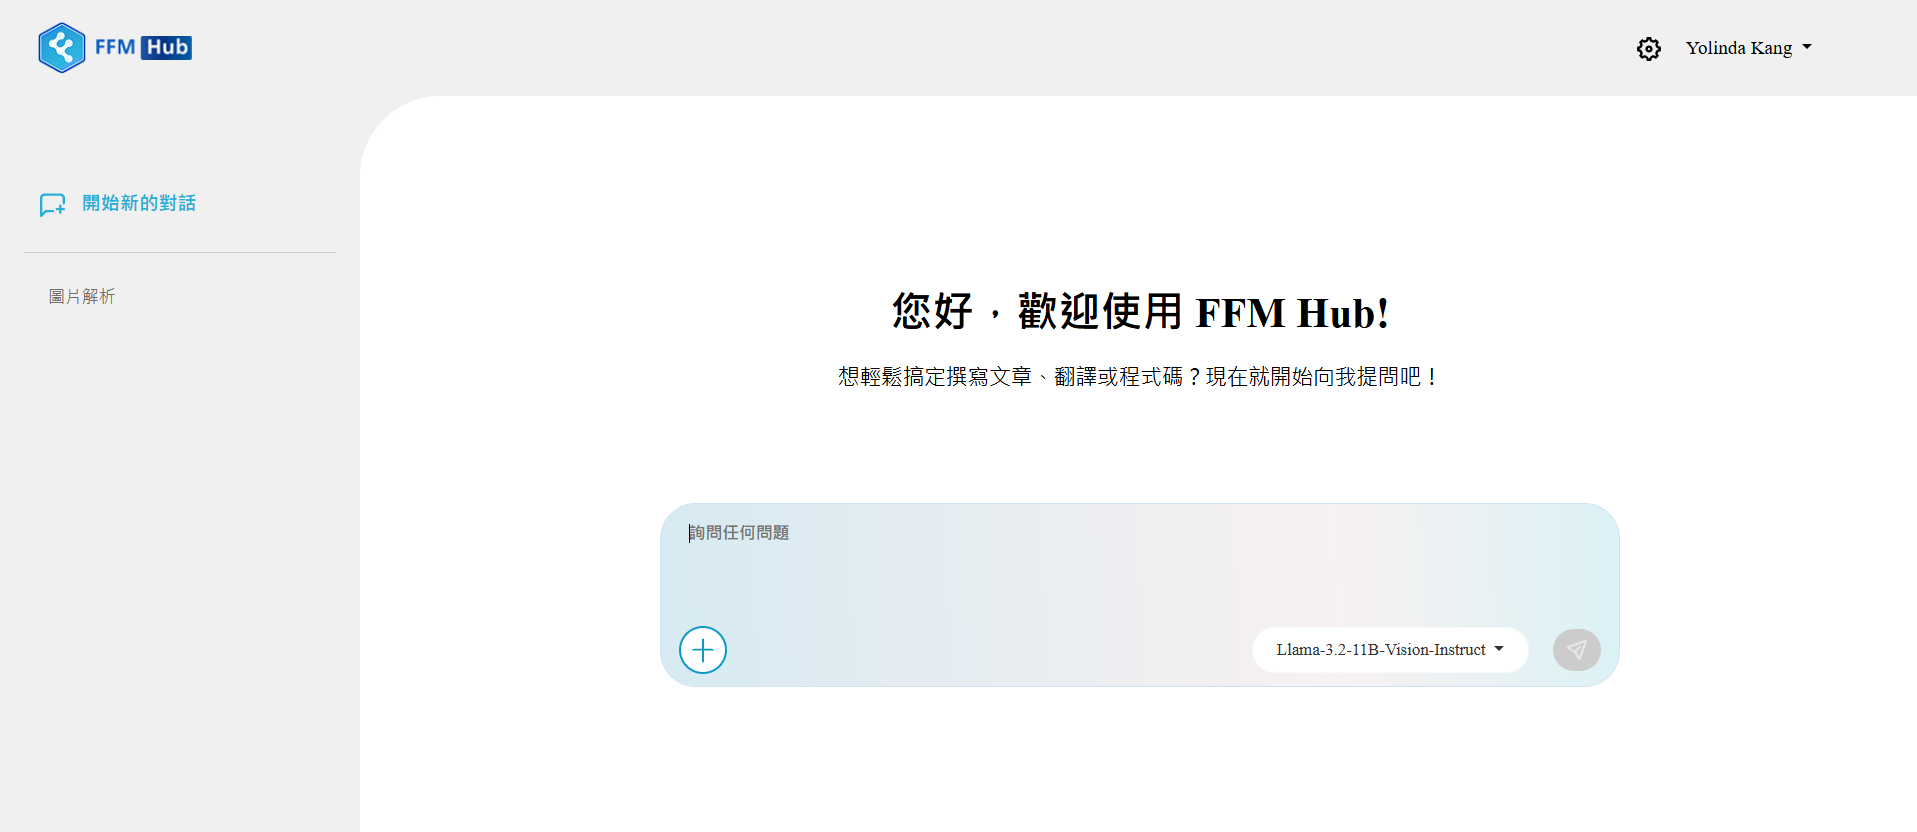 FFM Hub
Yolinda Kang
開始新的對話
圖片解析
您好，歡迎使用 FFM Hub!
想輕鬆搞定撰寫文章、翻譯或程式碼？現在就開始向我提問吧！
詢問任何問題
Llama-3.2-11B-Vision-Instruct